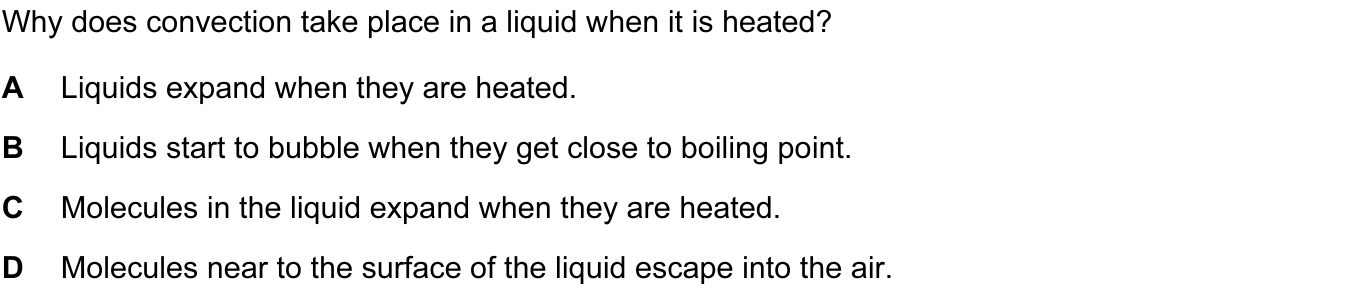 Why does convection take place in a liquid when it is heated?
A Liquids expand when they are heated.
B Liquids start to bubble when they get close to boiling point.
C Molecules in the liquid expand when they are heated.
D Molecules near to the surface of the liquid escape into the air.